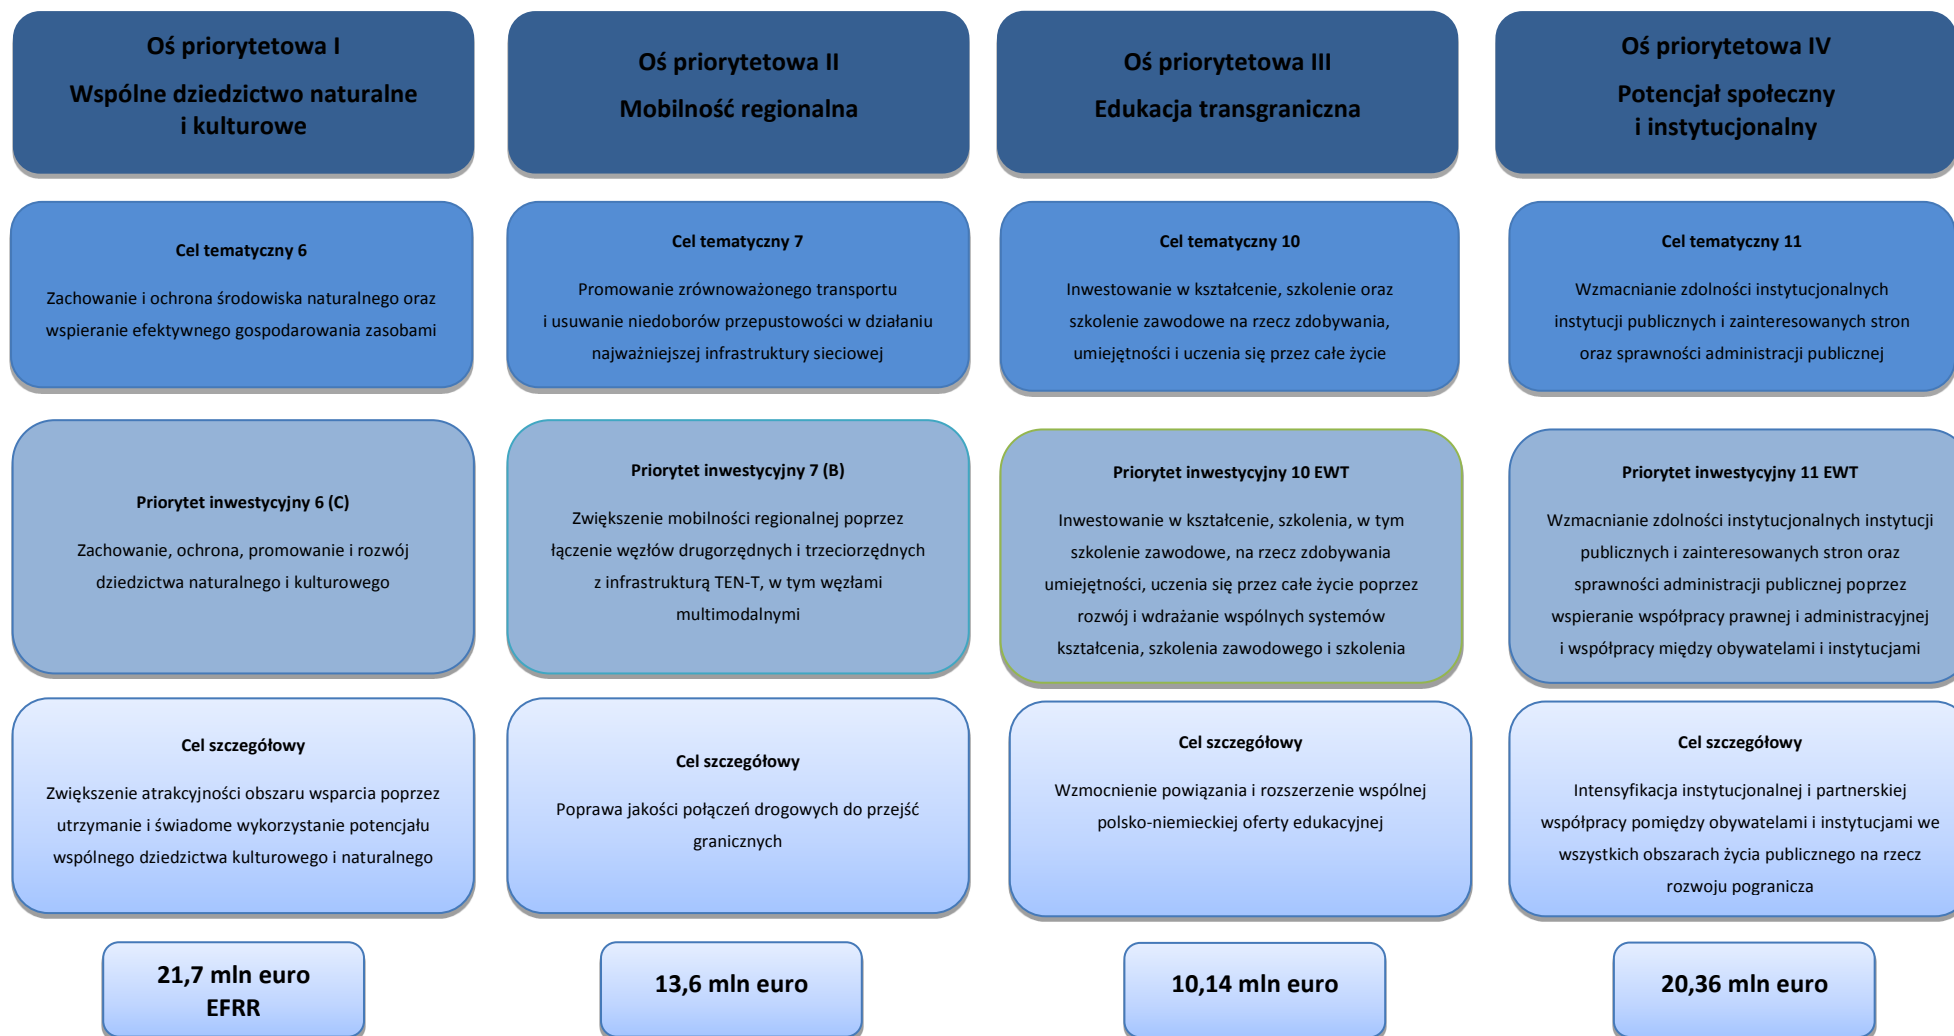 Oś priorytetowa I
Wspólne dziedzictwo naturalne
i kulturowe
Cel tematyczny 6
Zachowanie i ochrona środowiska naturalnego oraz
wspieranie efektywnego gospodarowania zasobami
Priorytet inwestycyjny 6 (C)
Zachowanie, ochrona, promowanie i rozwój
dziedzictwa naturalnego i kulturowego
Cel szczegółowy
Zwiększenie atrakcyjności obszaru wsparcia poprzez
utrzymanie i świadome wykorzystanie potencjału
wspólnego dziedzictwa kulturowego i naturalnego
21,7 mln euro
EFRR
Oś priorytetowa II
Mobilność regionalna
Cel tematyczny 7
Promowanie zrównoważonego transportu
i usuwanie niedoborów przepustowości w działaniu
najważniejszej infrastruktury sieciowej
Priorytet inwestycyjny 7 (B)
Zwiększenie mobilności regionalnej poprzez
łączenie węzłów drugorzędnych i trzeciorzędnych
z infrastrukturą TEN-T, w tym węzłami
multimodalnymi
Cel szczegółowy
Poprawa jakości połączeń drogowych do przejść
granicznych
13,6 mln euro
Oś priorytetowa III
Edukacja transgraniczna
Cel tematyczny 10
Inwestowanie w kształcenie, szkolenie oraz
szkolenie zawodowe na rzecz zdobywania,
umiejętności i uczenia się przez całe życie
Priorytet inwestycyjny 10 EWT
Inwestowanie w kształcenie, szkolenia, w tym
szkolenie zawodowe, na rzecz zdobywania
umiejętności, uczenia się przez całe życie poprzez
rozwój i wdrażanie wspólnych systemów
kształcenia, szkolenia zawodowego i szkolenia
Cel szczegółowy
Wzmocnienie powiązania i rozszerzenie wspólnej
polsko-niemieckiej oferty edukacyjnej
10,14 mln euro
Oś priorytetowa IV
Potencjał społeczny
i instytucjonalny
Cel tematyczny 11
Wzmacnianie zdolności instytucjonalnych
instytucji publicznych i zainteresowanych stron
oraz sprawności administracji publicznej
Priorytet inwestycyjny 11 EWT
Wzmacnianie zdolności instytucjonalnych instytucji
publicznych i zainteresowanych stron oraz
sprawności administracji publicznej poprzez
wspieranie współpracy prawnej i administracyjnej
i współpracy między obywatelami i instytucjami
Cel szczegółowy
Intensyfikacja instytucjonalnej i partnerskiej
współpracy pomiędzy obywatelami i instytucjami we
wszystkich obszarach życia publicznego na rzecz
rozwoju pogranicza
20,36 mln euro